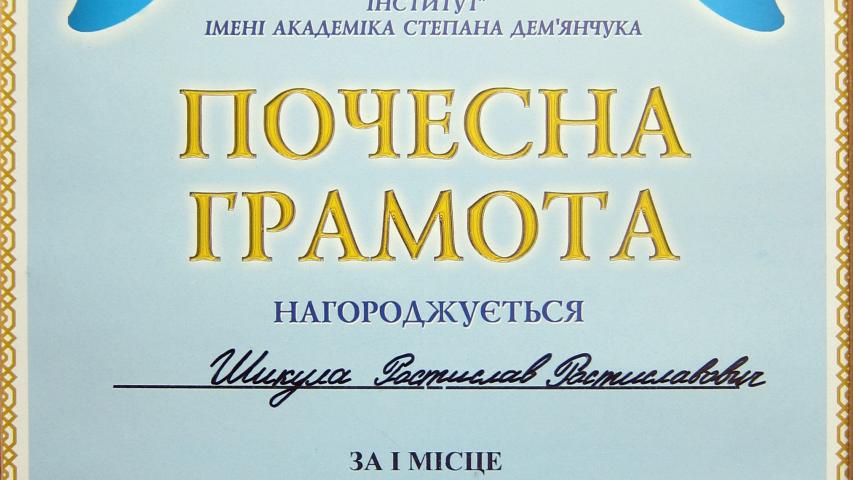 ІНСТИТУТ"
ІМЕНІ АКАДЕМІКА СТЕПАНА ДЕМ'ЯНЧУКА
ПОЧЕСНА
ГРАМОТА
НАГОРОДЖУЄТЬСЯ
Шикула Ростислав Ростиславович
ЗА І МІСЦЕ